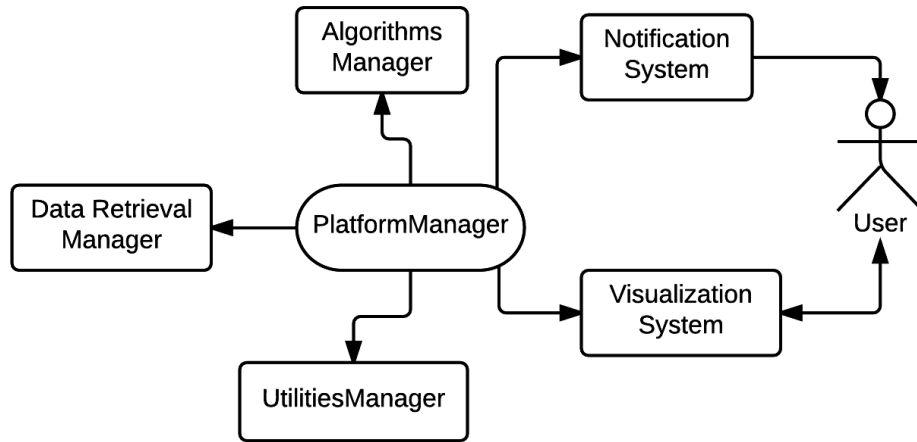 Algorithms
Manager
Notification
System
Data Retrieval
Manager
PlatformManager
User
Visualization
System
UtilitiesManager